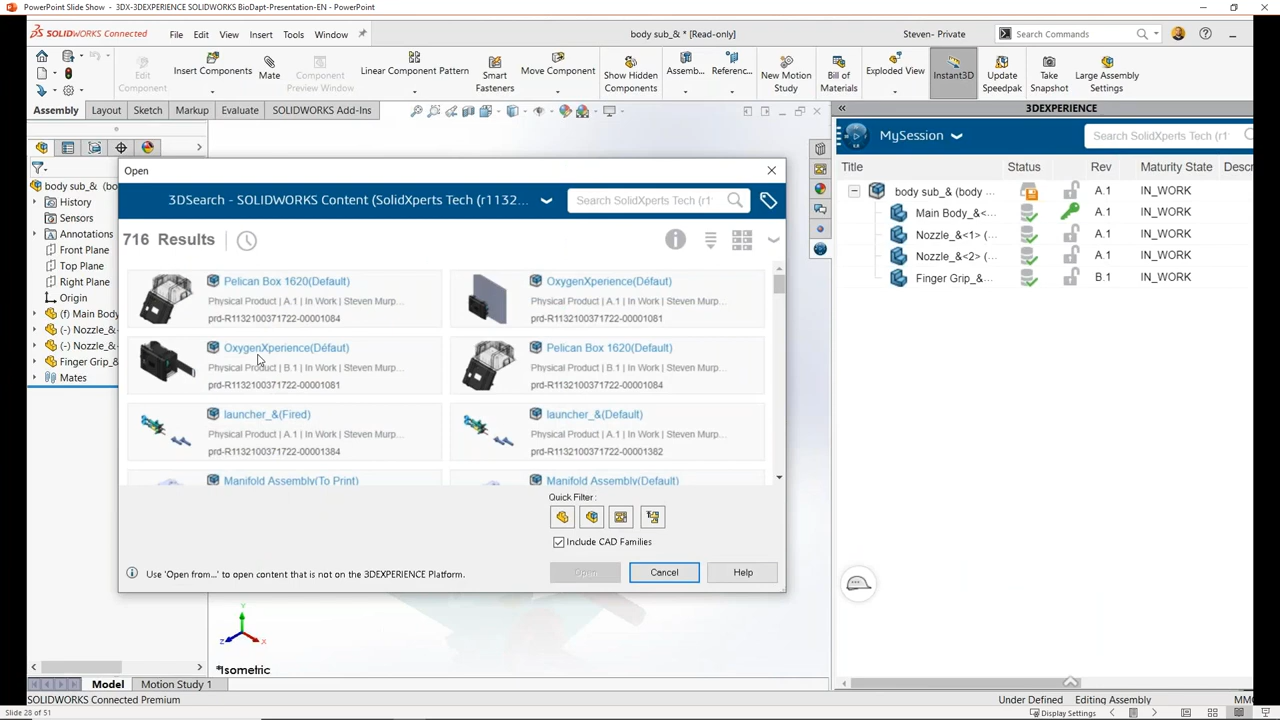 PowerPoint Slide Show - 3DX-3DEXPERIENCE SOLIDWORKS BioDapt-Presentation-EN - PowerPoint
SOLIDWORKS Connected
File Edit View Insert Tools Window
body sub_& * [Read-only]
Steven- Private
Search Commands
Edit Component
Insert Components
Mate
Component Preview Window
Linear Component Pattern
Smart Fasteners
Move Component
Show Hidden Components
Assemb...
Referenc...
New Motion Study
Bill of Materials
Exploded View
Instant3D
Update Speedpak
Take Snapshot
Large Assembly Settings
Assembly Layout Sketch Markup Evaluate SOLIDWORKS Add-Ins
3DEXPERIENCE
MySession
Search SolidXperts Tech (r1
Title Status Rev Maturity State Descr
body sub_& (body ... A.1 IN_WORK
Main Body_&<... A.1 IN_WORK
Nozzle_&<1> (... A.1 IN_WORK
Nozzle_&<2> (... A.1 IN_WORK
Finger Grip_&... B.1 IN_WORK
body sub_& (bo
History
Sensors
Annotations
Front Plane
Top Plane
Right Plane
Origin
(f) Main Body
(-) Nozzle_&
(-) Nozzle_&
Finger Grip_&
Mates
Open
3DSearch - SOLIDWORKS Content (SolidXperts Tech (r1132...
Search SolidXperts Tech (r1
716 Results
Pelican Box 1620(Default)
Physical Product | A.1 | In Work | Steven Murp...
prd-R1132100371722-00001084
OxygenXperience(Défaut)
Physical Product | A.1 | In Work | Steven Murp...
prd-R1132100371722-00001081
OxygenXperience(Défaut)
Physical Product | B.1 | In Work | Steven Murp...
prd-R1132100371722-00001081
Pelican Box 1620(Default)
Physical Product | B.1 | In Work | Steven Murp...
prd-R1132100371722-00001084
launcher_&(Fired)
Physical Product | A.1 | In Work | Steven Murp...
prd-R1132100371722-00001384
launcher_&(Default)
Physical Product | A.1 | In Work | Steven Murp...
prd-R1132100371722-00001382
Manifold Assembly(To Print)
Manifold Assembly(Default)
Quick Filter :
Include CAD Families
Use 'Open from...' to open content that is not on the 3DEXPERIENCE Platform.
Open Cancel Help
Y
Z X
*Isometric
Model Motion Study 1
SOLIDWORKS Connected Premium
Under Defined Editing Assembly MM
Slide 28 of 51
Display Settings